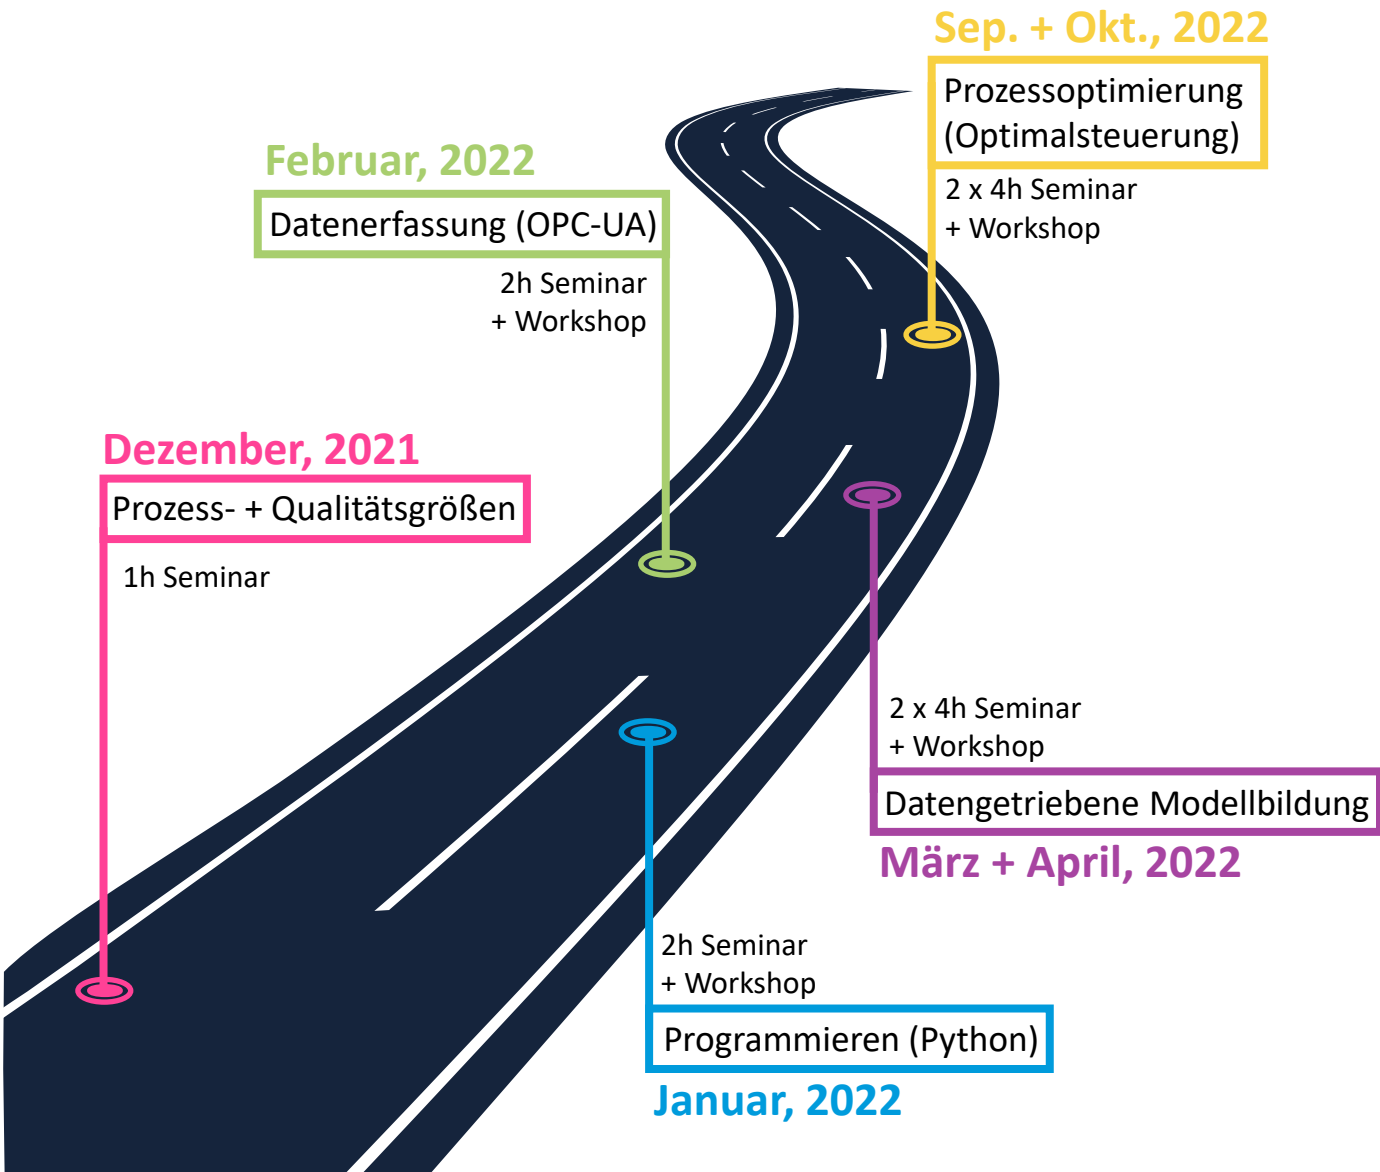 Sep. + Okt., 2022
Prozessoptimierung
(Optimalsteuerung)
2 x 4h Seminar
+ Workshop
Februar, 2022
Datenerfassung (OPC-UA)
2h Seminar
+ Workshop
Dezember, 2021
Prozess- + Qualitätsgrößen
1h Seminar
2 x 4h Seminar
+ Workshop
Datengetriebene Modellbildung
März + April, 2022
2h Seminar
+ Workshop
Programmieren (Python)
Januar, 2022